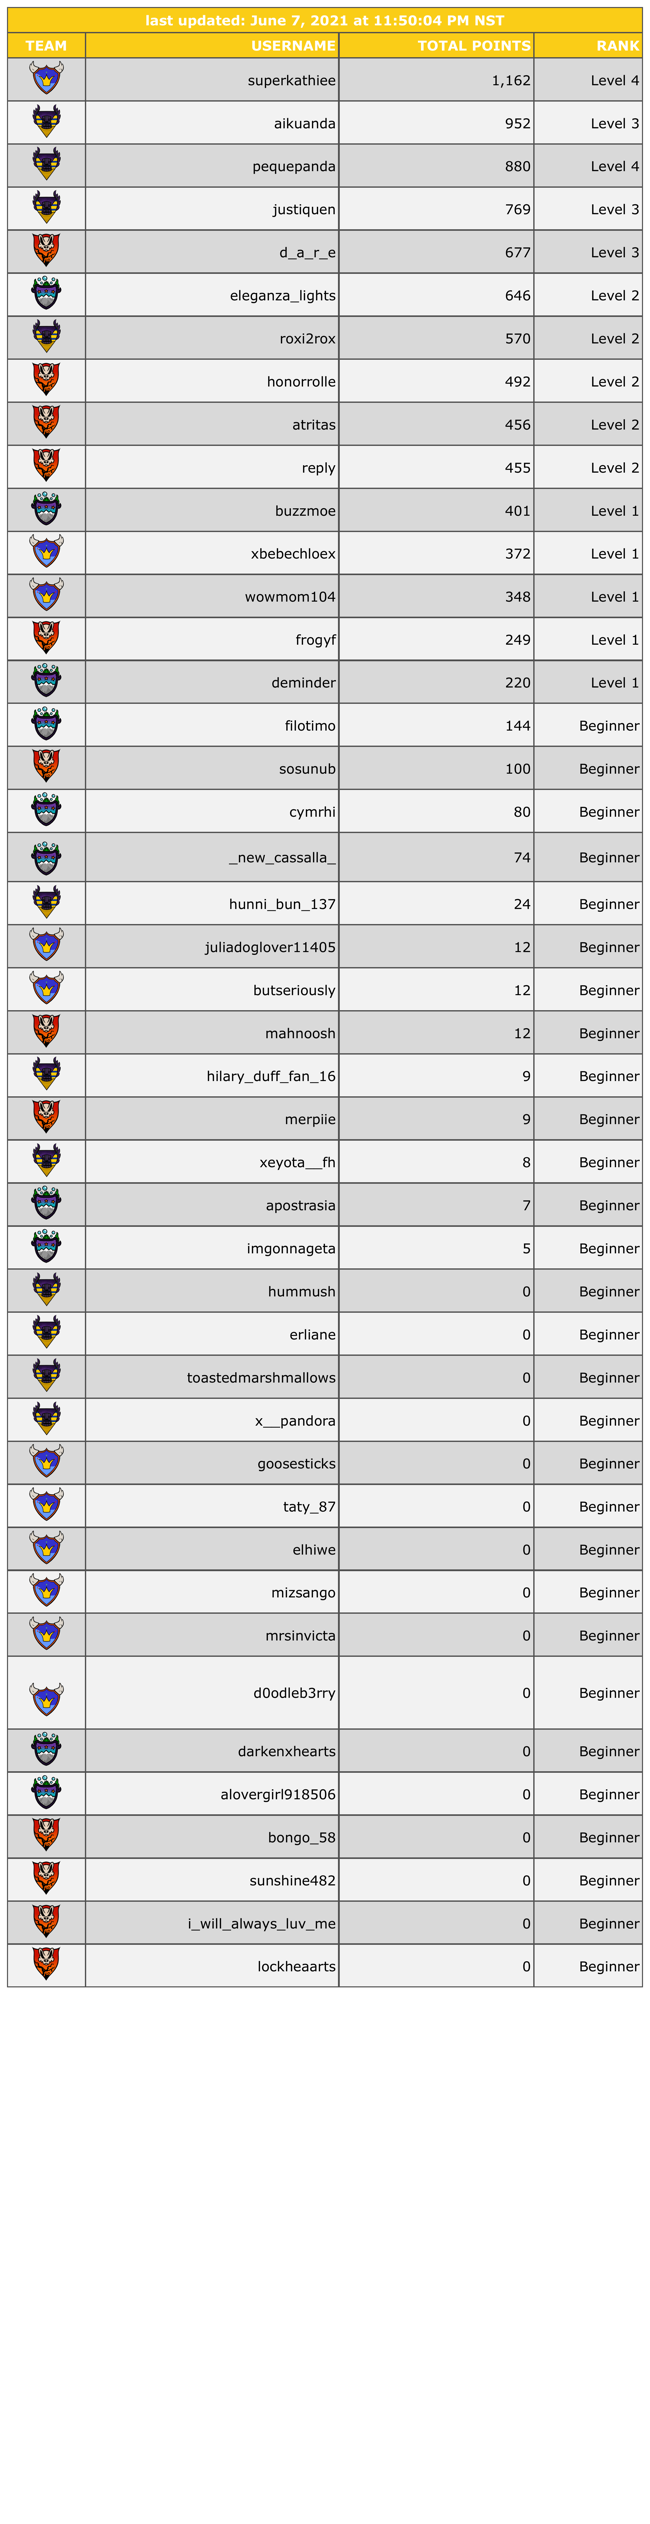 last updated: June 7, 2021 at 11:50:04 PM NST
TEAM USERNAME TOTAL POINTS RANK
superkathiee 1,162 Level 4
aikuanda 952 Level 3
pequepanda 880 Level 4
justiquen 769 Level 3
d_a_r_e 677 Level 3
eleganza_lights 646 Level 2
roxi2rox 570 Level 2
honorrolle 492 Level 2
atritas 456 Level 2
reply 455 Level 2
buzzmoe 401 Level 1
xbebechloex 372 Level 1
wowmom104 348 Level 1
frogyf 249 Level 1
deminder 220 Level 1
filotimo 144 Beginner
sosunub 100 Beginner
cymrhi 80 Beginner
_new_cassalla_ 74 Beginner
hunni_bun_137 24 Beginner
juliadoglover11405 12 Beginner
butseriously 12 Beginner
mahnoosh 12 Beginner
hilary_duff_fan_16 9 Beginner
merpiie 9 Beginner
xeyota__fh 8 Beginner
apostrasia 7 Beginner
imgonnageta 5 Beginner
hummush 0 Beginner
erliane 0 Beginner
toastedmarshmallows 0 Beginner
x__pandora 0 Beginner
goosesticks 0 Beginner
taty_87 0 Beginner
elhiwe 0 Beginner
mizsango 0 Beginner
mrsinvicta 0 Beginner
d0odleb3rry 0 Beginner
darkenxhearts 0 Beginner
alovergirl918506 0 Beginner
bongo_58 0 Beginner
sunshine482 0 Beginner
i_will_always_luv_me 0 Beginner
lockheaarts 0 Beginner